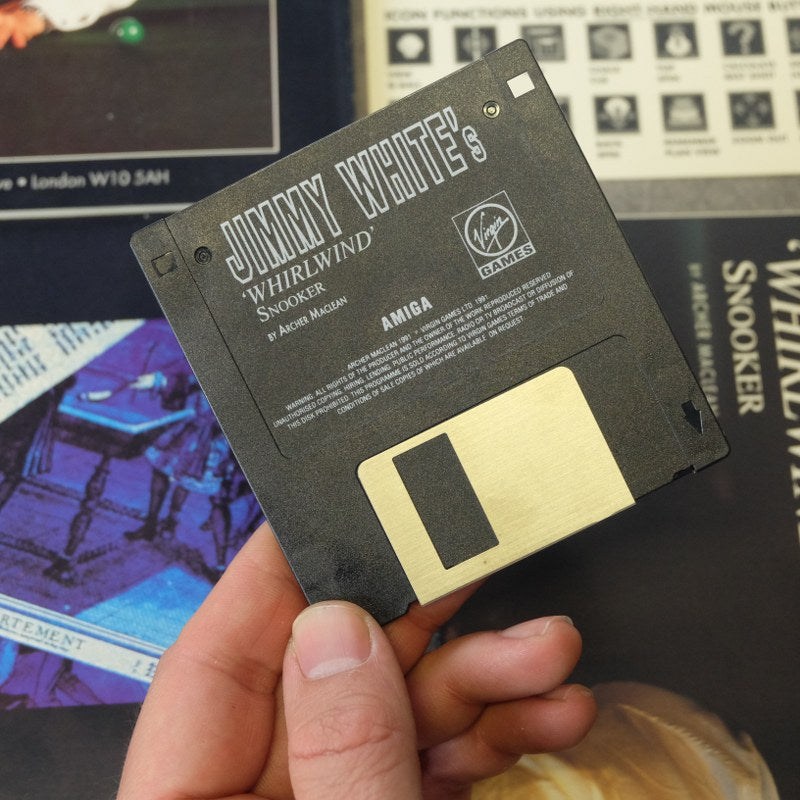 ICON FUNCTIONS USING RIGHT HAND MOUSE BUT
ZOOM OUT
• London W10 5AH
JIMMY WHITE's
'WHIRLWIND'
SNOOKER
BY ARCHER MACLEAN
Virgin
GAMES
AMIGA
ARCHER MACLEAN 1991 • VIRGIN GAMES LTD. 1991
WARNING: ALL RIGHTS OF THE PRODUCER AND THE OWNER OF THE WORK REPRODUCED RESERVED
UNAUTHORISED COPYING, HIRING, LENDING PUBLIC PERFORMANCE, RADIO OR TV BROADCAST OR DIFFUSION OF
THIS DISK PROHIBITED. THIS PROGRAMME IS SOLD ACCORDING TO VIRGIN GAMES TERMS OF TRADE AND
CONDITIONS OF SALE COPIES OF WHICH ARE AVAILABLE ON REQUEST
SNOOKER
BY ARCHER MACLEAN
RTEMENT